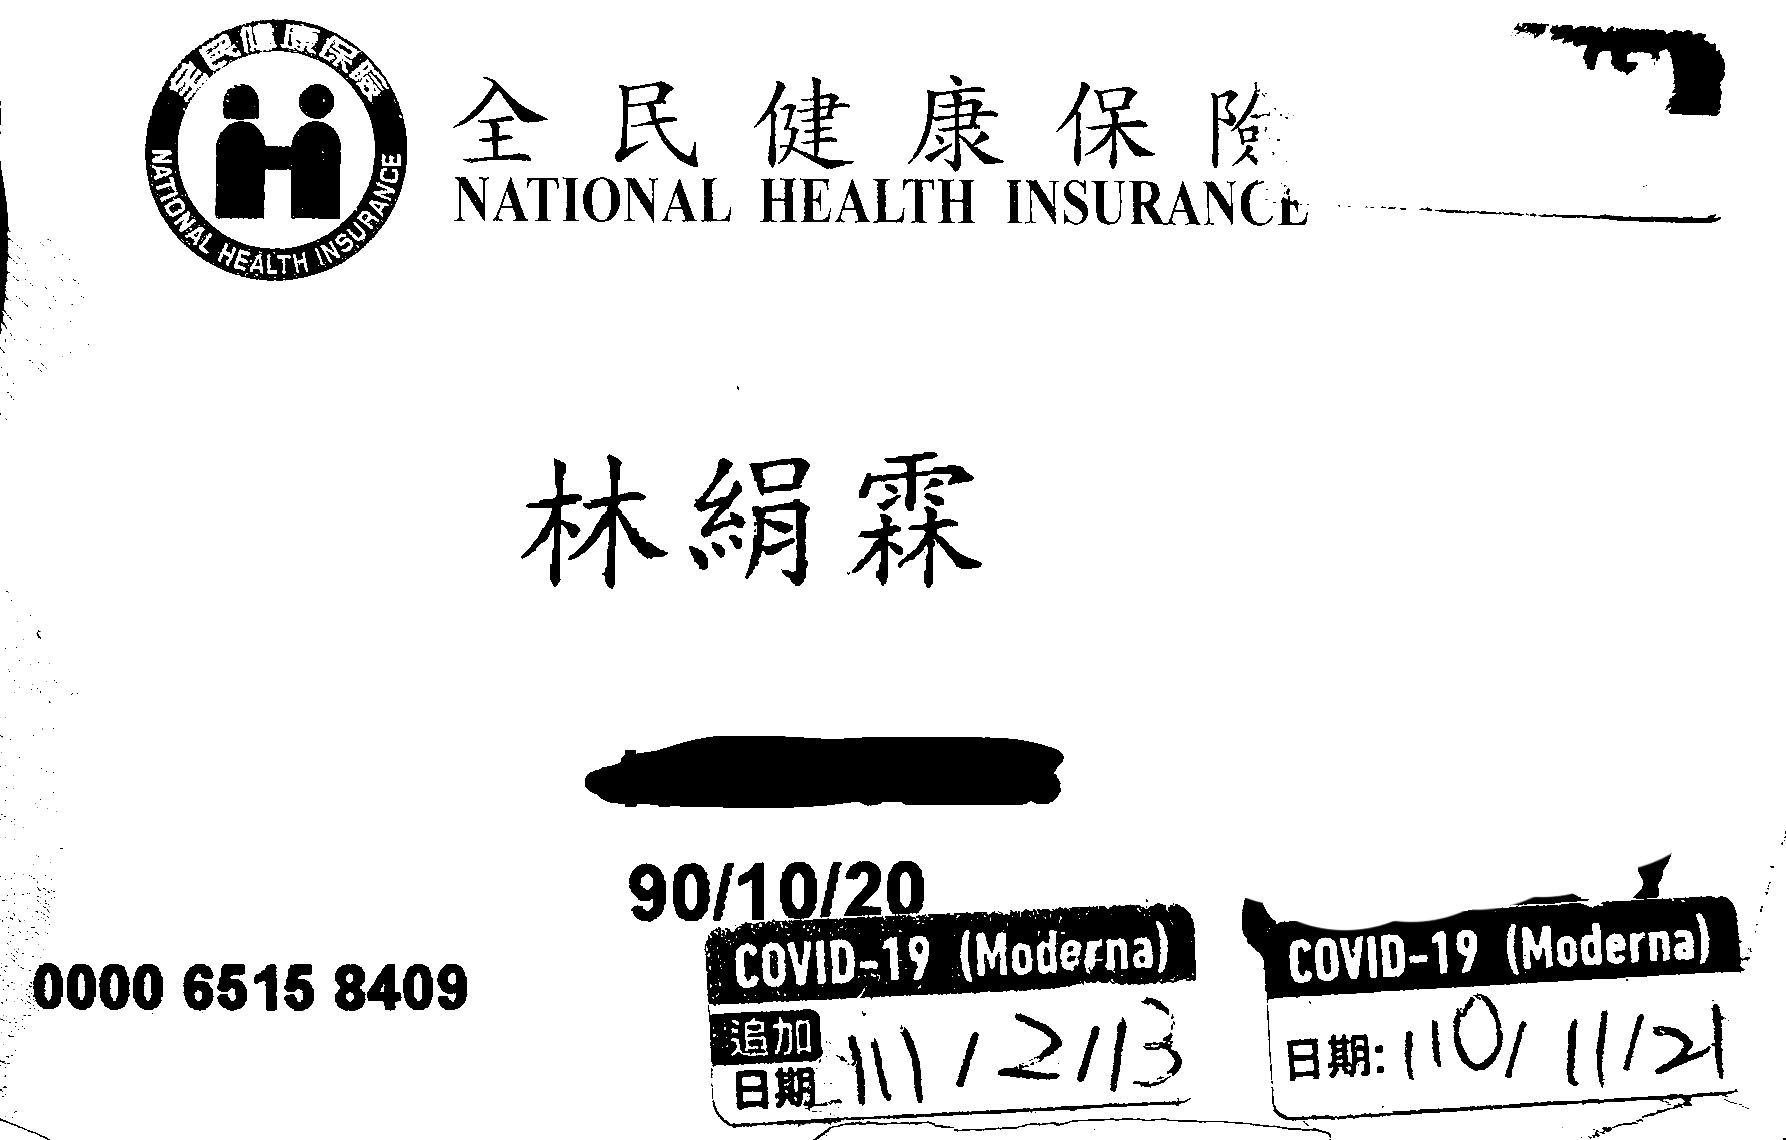 全民健康保險
NATIONAL HEALTH INSURANCE
全民健康保險
NATIONAL HEALTH INSURANCE
林絹霖
90/10/20
0000 6515 8409
COVID-19 (Moderna)
追加
日期 111/2/13
COVID-19 (Moderna)
日期: 110/11/21